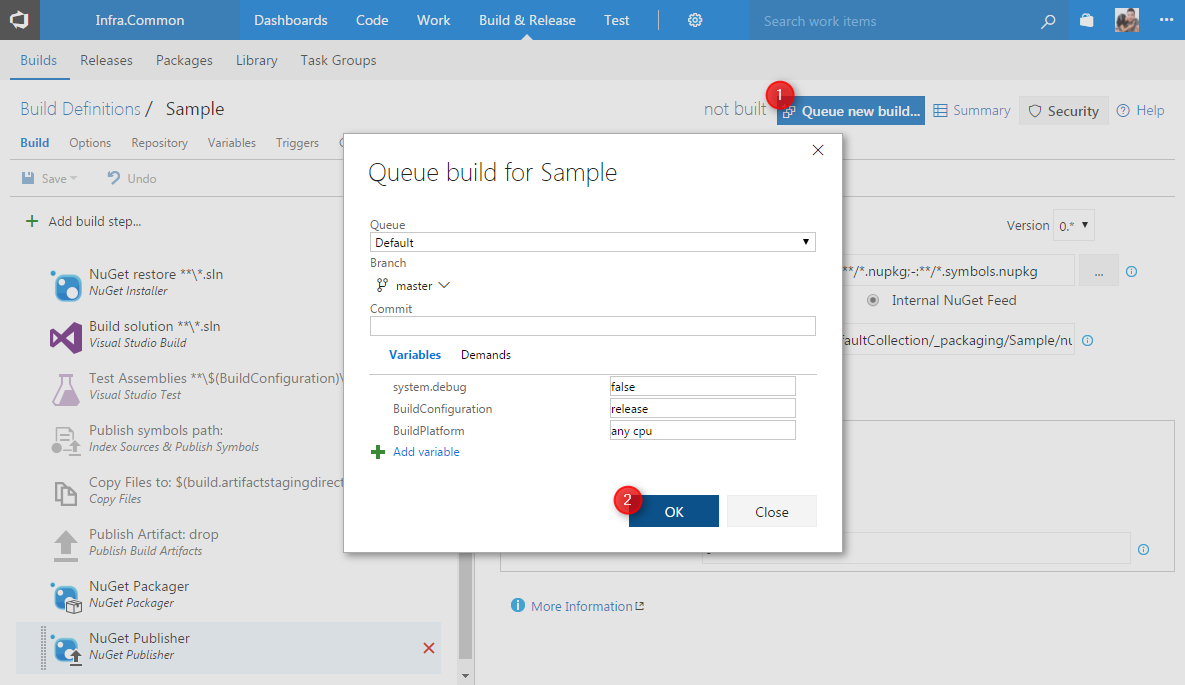 Infra.Common Dashboards Code Work Build & Release Test Search work items
Builds Releases Packages Library Task Groups
Build Definitions / Sample not built 1 Queue new build... Summary Security Help
Build Options Repository Variables Triggers
Save Undo
Add build step...
Version 0.*
NuGet restore **\*.sln
NuGet Installer
Build solution **\*.sln
Visual Studio Build
Test Assemblies **\$(BuildConfiguration)\
Visual Studio Test
Publish symbols path:
Index Sources & Publish Symbols
Copy Files to: $(build.artifactstagingdirect
Copy Files
Publish Artifact: drop
Publish Build Artifacts
NuGet Packager
NuGet Packager
NuGet Publisher
NuGet Publisher
Queue build for Sample
Queue
Default
Branch
master
Commit
Variables Demands
system.debug false
BuildConfiguration release
BuildPlatform any cpu
Add variable
2 OK Close
**/*.nupkg;-:**/*.symbols.nupkg ...
Internal NuGet Feed
faultCollection/_packaging/Sample/nu
More Information